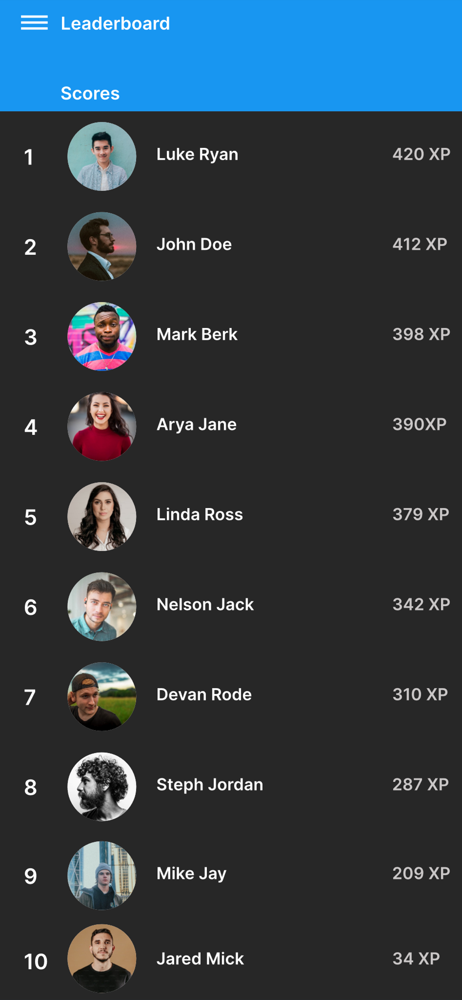 Leaderboard
Scores
1 Luke Ryan 420 XP
2 John Doe 412 XP
3 Mark Berk 398 XP
4 Arya Jane 390XP
5 Linda Ross 379 XP
6 Nelson Jack 342 XP
7 Devan Rode 310 XP
8 Steph Jordan 287 XP
9 Mike Jay 209 XP
10 Jared Mick 34 XP